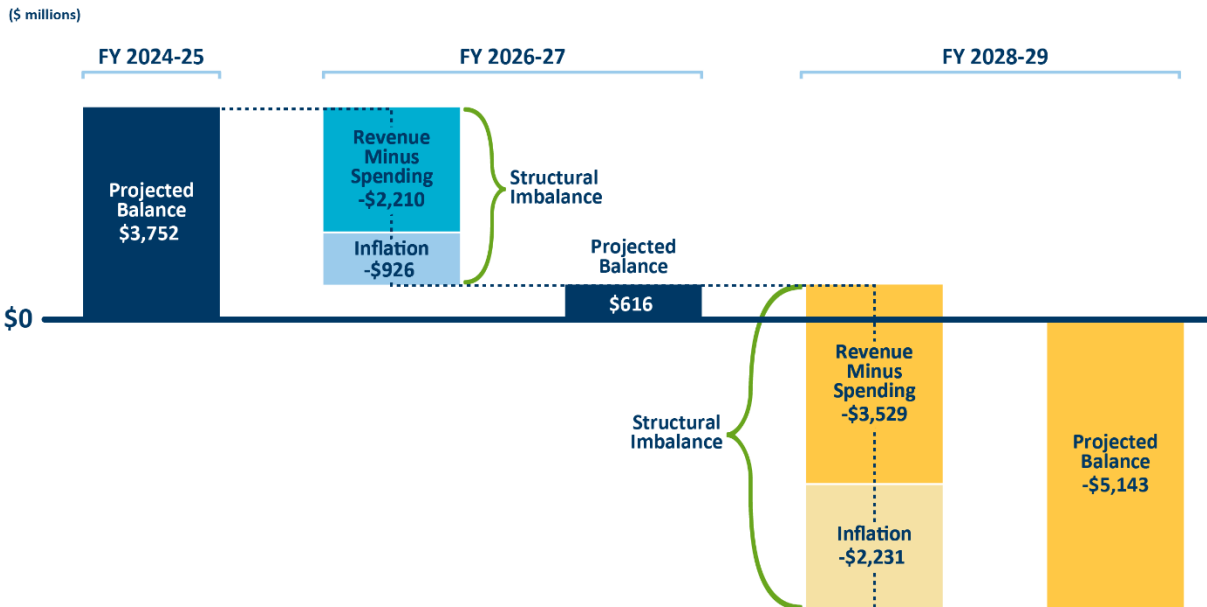 ($ millions)
FY 2024-25
FY 2026-27
FY 2028-29
Projected
Balance
$3,752
Revenue
Minus
Spending
-$2,210
Inflation
-$926
Structural
Imbalance
Projected
Balance
$616
$0
Structural
Imbalance
Revenue
Minus
Spending
-$3,529
Inflation
-$2,231
Projected
Balance
-$5,143